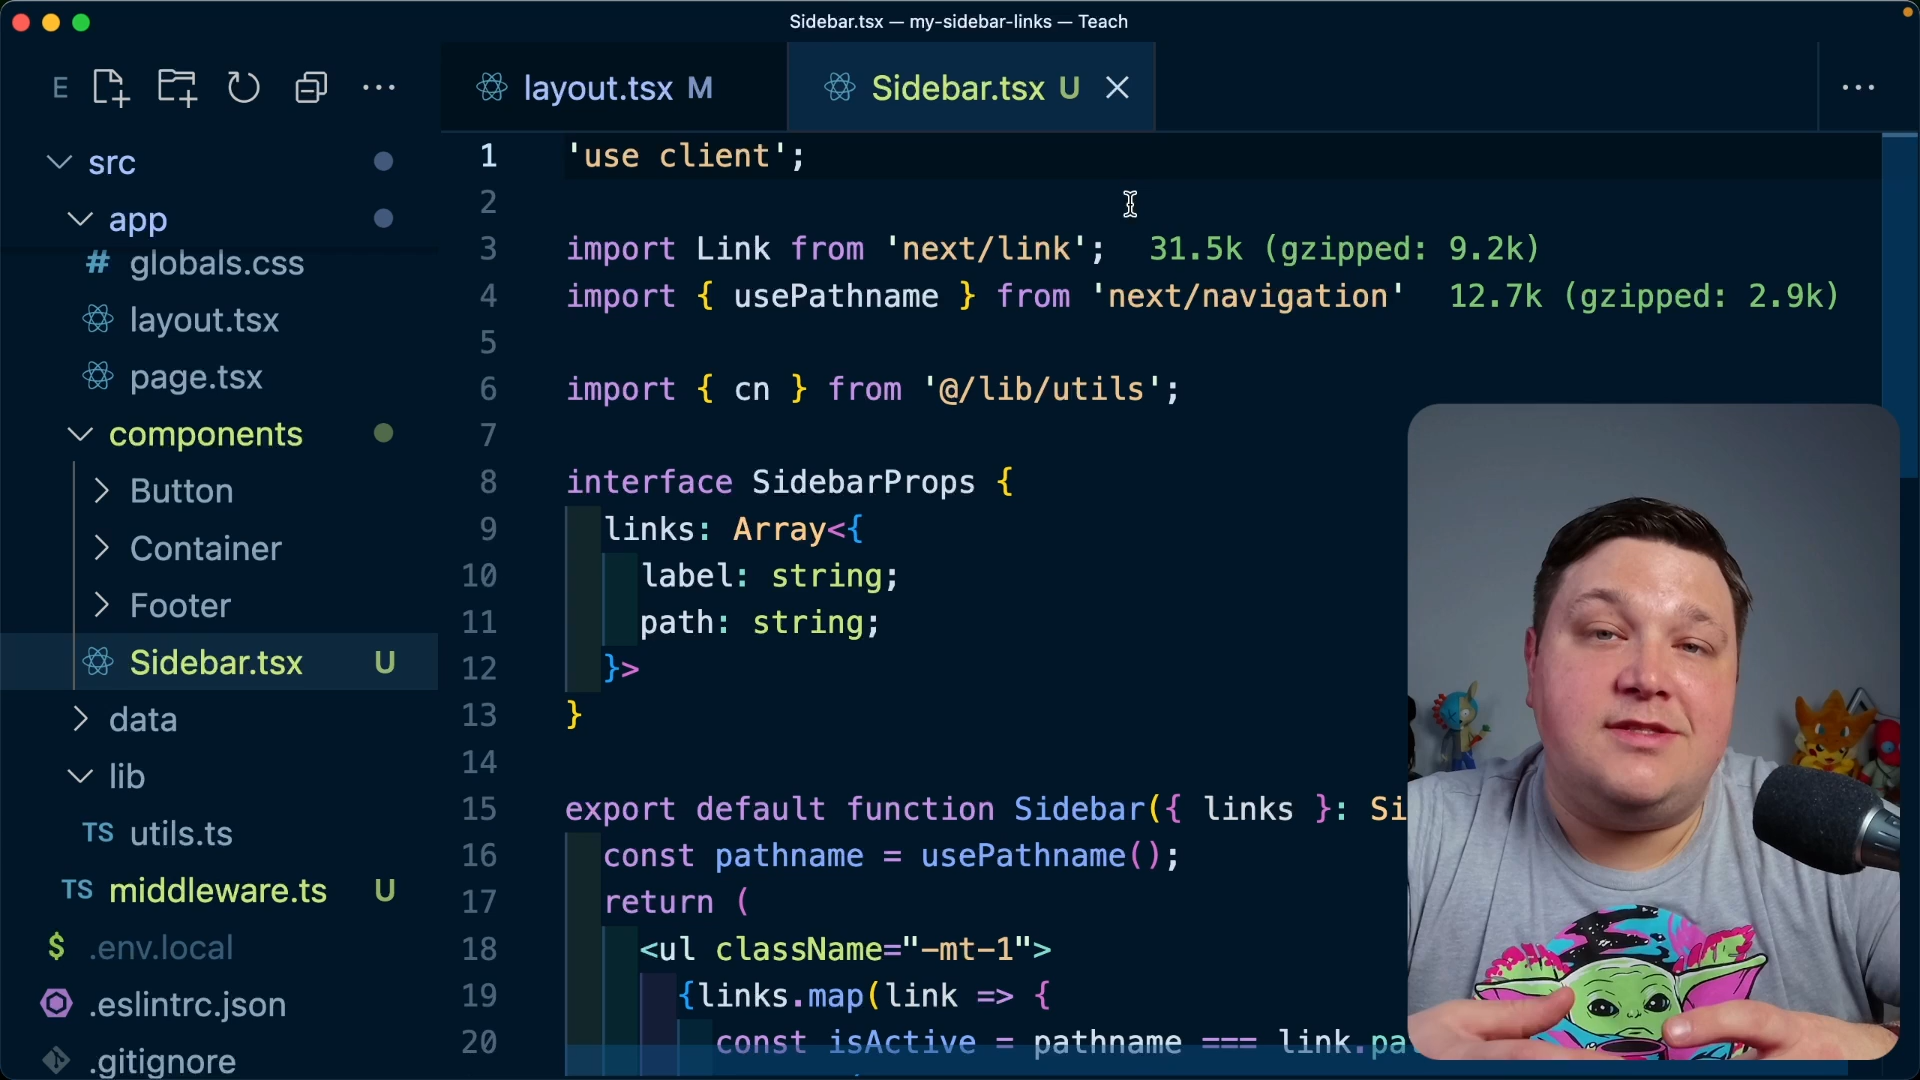 Sidebar.tsx — my-sidebar-links — Teach
E
layout.tsx M
Sidebar.tsx U
src
app
globals.css
layout.tsx
page.tsx
components
Button
Container
Footer
Sidebar.tsx U
data
lib
TS utils.ts
TS middleware.ts U
$ .env.local
.eslintrc.json
.gitignore
1 'use client';
2
3 import Link from 'next/link'; 31.5k (gzipped: 9.2k)
4 import { usePathname } from 'next/navigation' 12.7k (gzipped: 2.9k)
5
6 import { cn } from '@/lib/utils';
7
8 interface SidebarProps {
9 links: Array<{
10 label: string;
11 path: string;
12 }>
13 }
14
15 export default function Sidebar({ links }: Si
16 const pathname = usePathname();
17 return (
18 <ul className="-mt-1">
19 {links.map(link => {
20 const isActive = pathname === link.pa